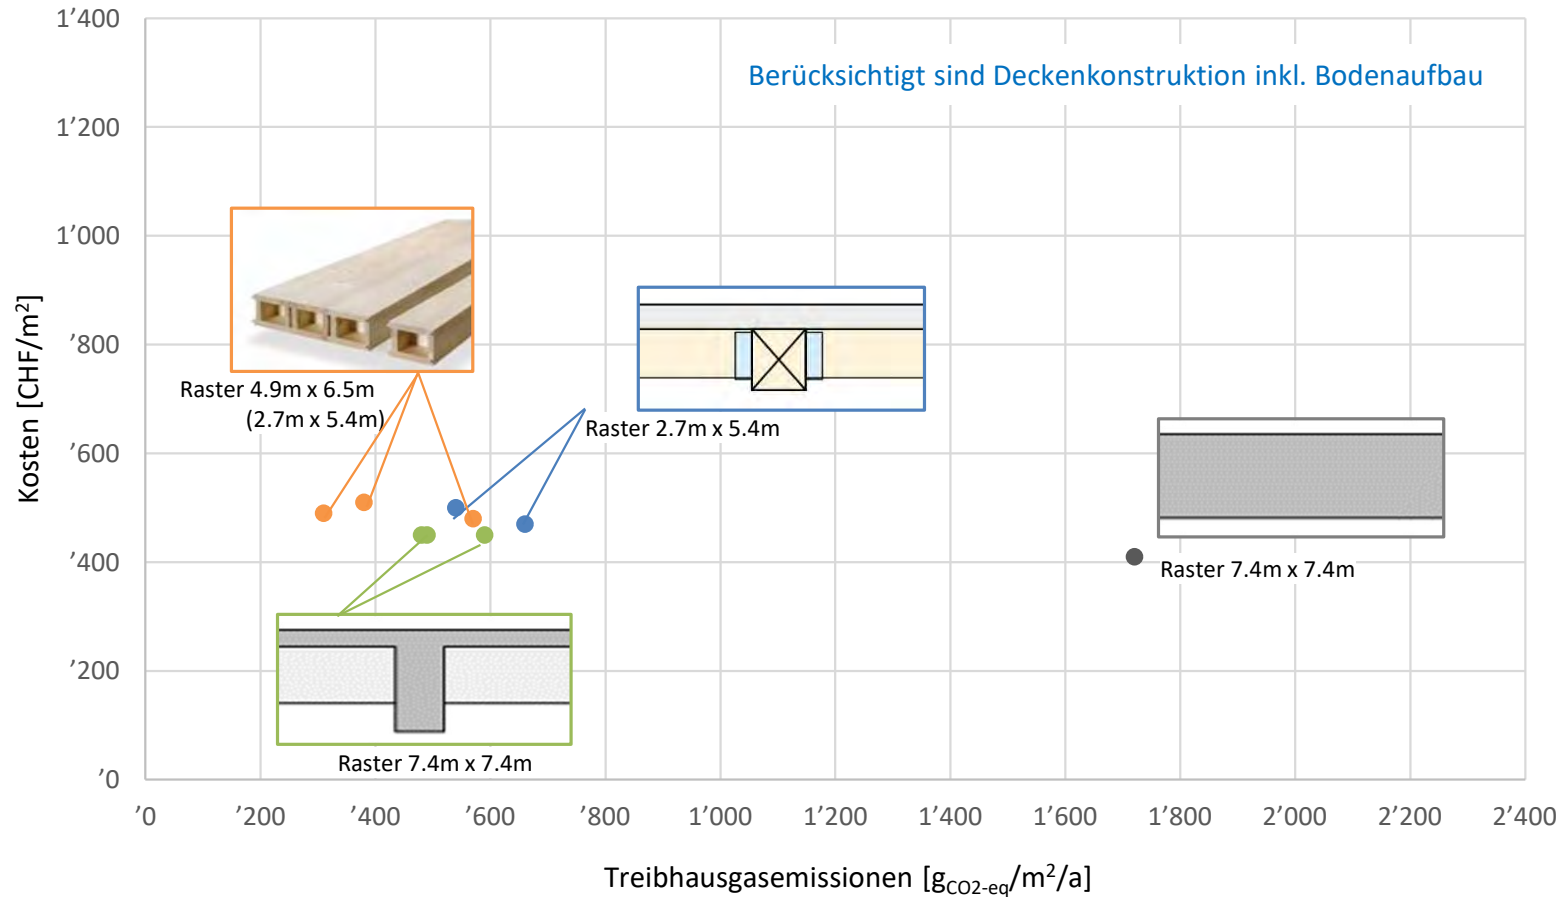 1’400
Berücksichtigt sind Deckenkonstruktion inkl. Bodenaufbau
1’200
1’000
’800
’600
’400
’200
’0
Kosten [CHF/m²]
Raster 4.9m x 6.5m
(2.7m x 5.4m)
Raster 2.7m x 5.4m
Raster 7.4m x 7.4m
Raster 7.4m x 7.4m
’0 ’200 ’400 ’600 ’800 1’000 1’200 1’400 1’600 1’800 2’000 2’200 2’400
Treibhausgasemissionen [gCO2-eq/m²/a]